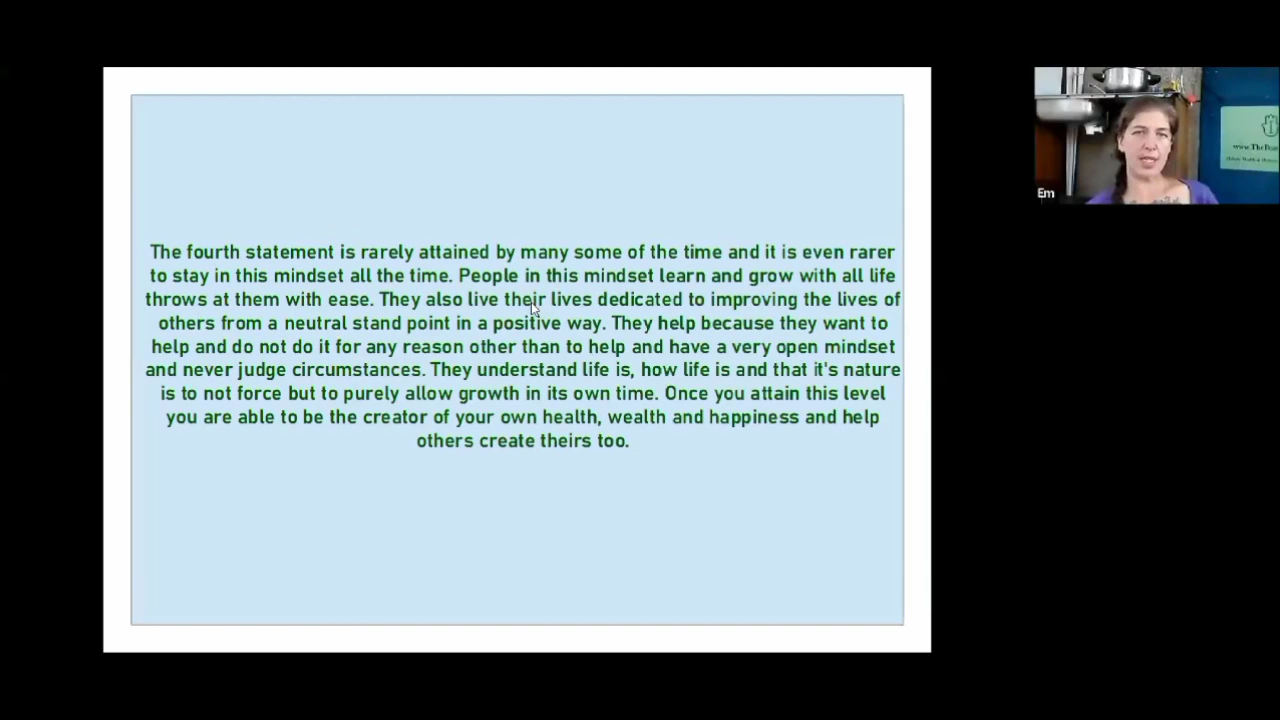 The fourth statement is rarely attained by many some of the time and it is even rarer
to stay in this mindset all the time. People in this mindset learn and grow with all life
throws at them with ease. They also live their lives dedicated to improving the lives of
others from a neutral stand point in a positive way. They help because they want to
help and do not do it for any reason other than to help and have a very open mindset
and never judge circumstances. They understand life is, how life is and that it's nature
is to not force but to purely allow growth in its own time. Once you attain this level
you are able to be the creator of your own health, wealth and happiness and help
others create theirs too.
Em